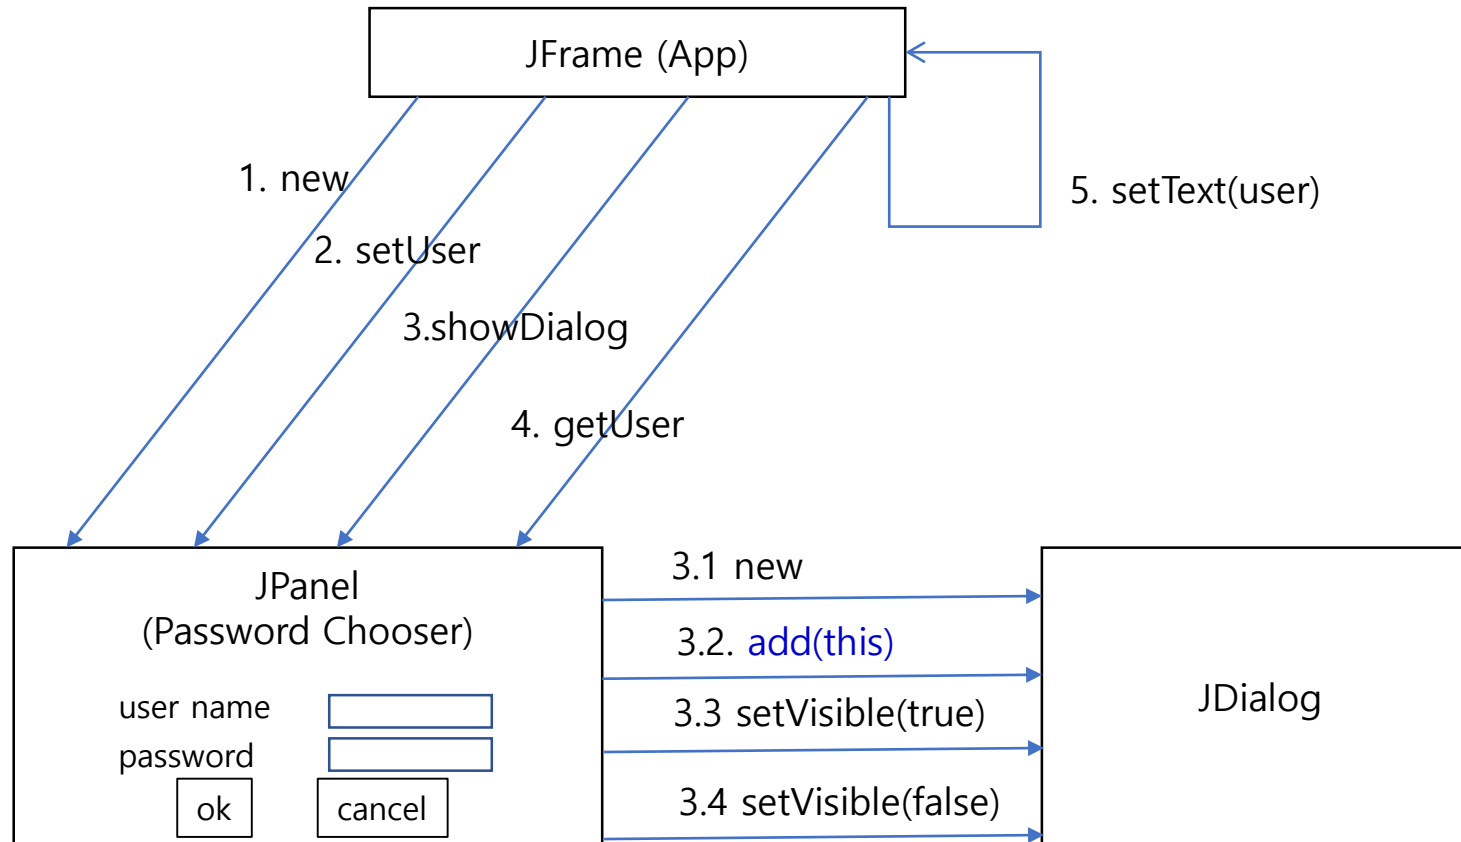 JFrame (App)
1. new
5. setText(user)
2. setUser
3.showDialog
4. getUser
3.1 new
JPanel
(Password Chooser)
3.2. add(this)
JDialog
user name
3.3 setVisible(true)
password
ok
cancel
3.4 setVisible(false)